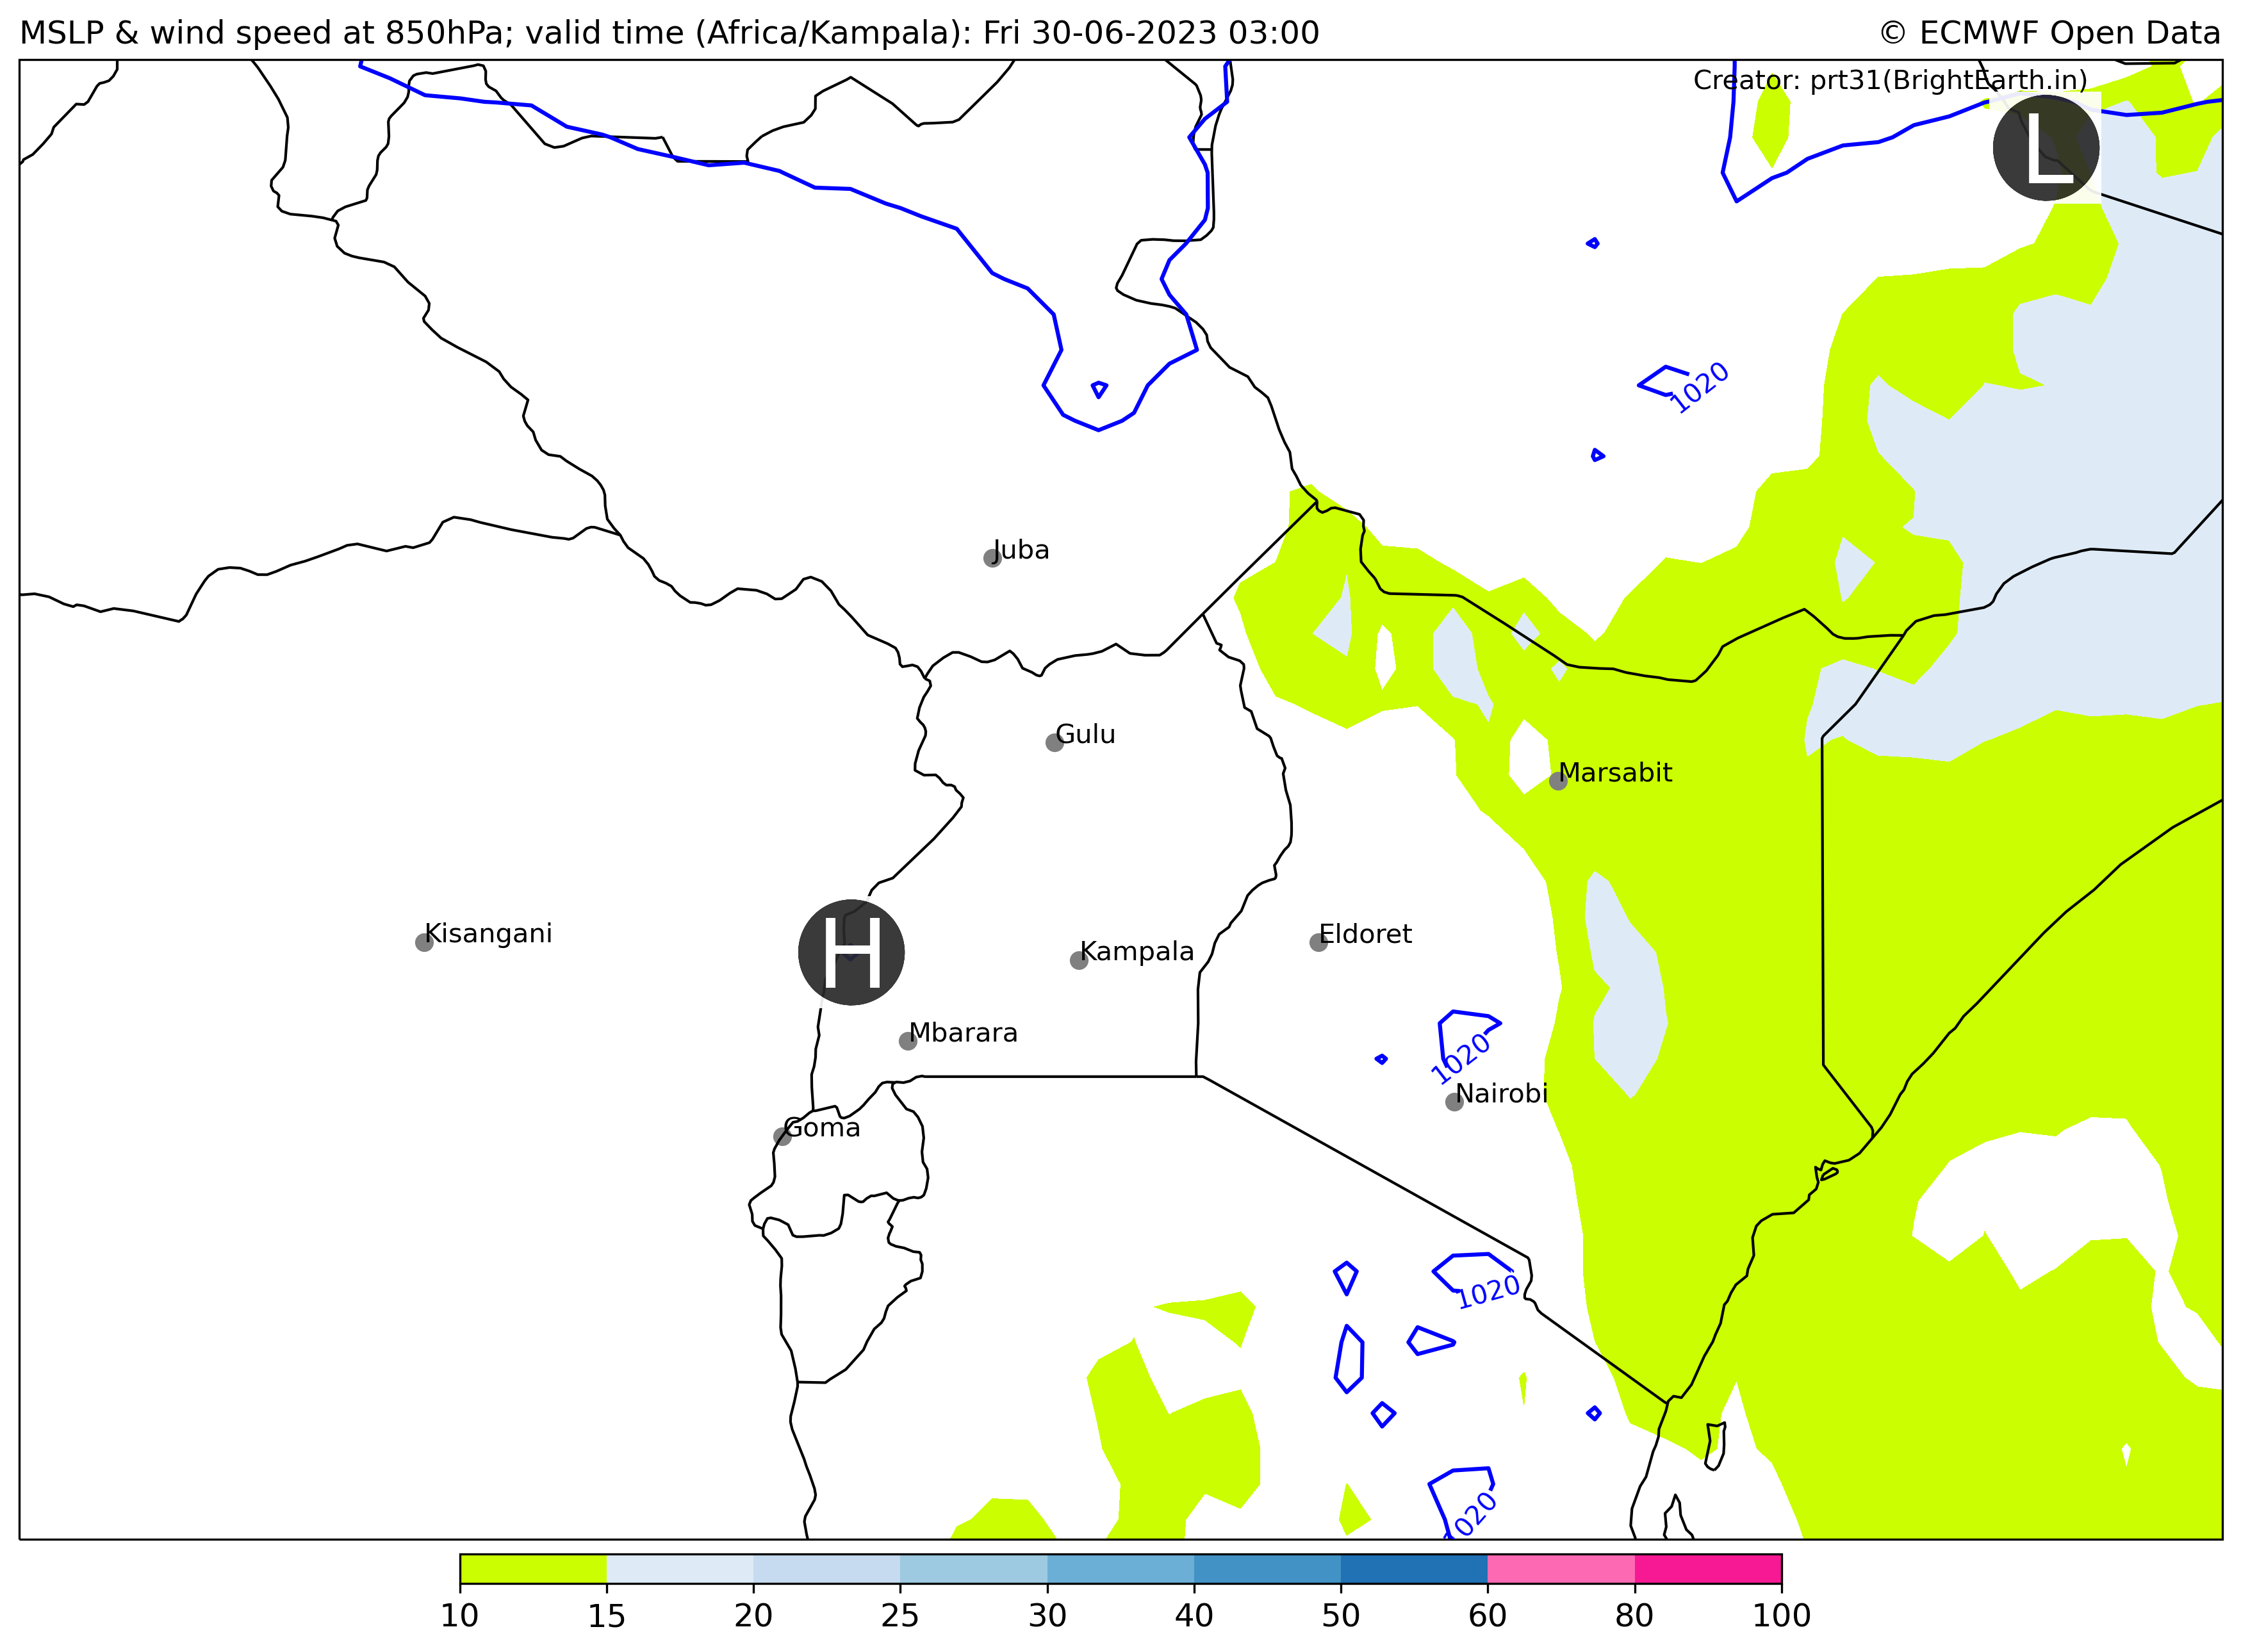 MSLP & wind speed at 850hPa; valid time (Africa/Kampala): Fri 30-06-2023 03:00
© ECMWF Open Data
Creator: prt31(BrightEarth.in)
L
1020
Juba
Gulu
Marsabit
Kisangani
H
Kampala
Eldoret
Mbarara
1020
Nairobi
Goma
1020
020
10 15 20 25 30 40 50 60 80 100